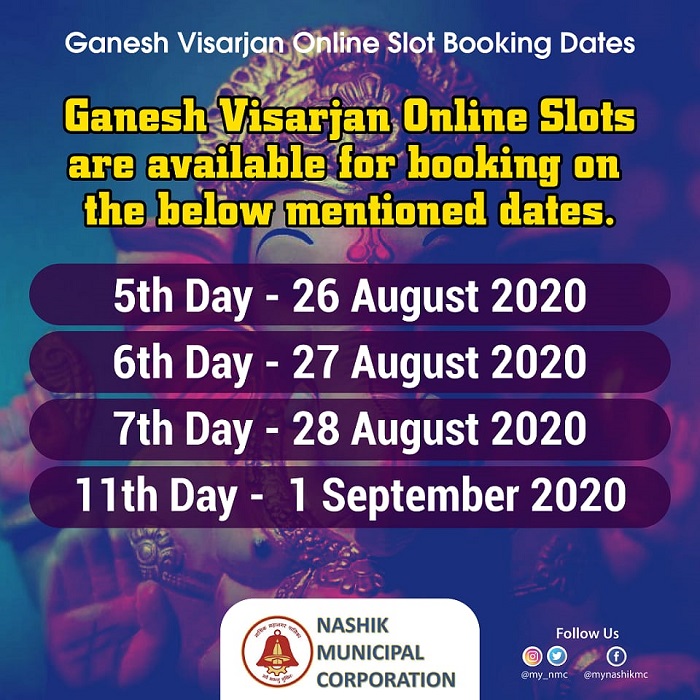 Ganesh Visarjan Online Slot Booking Dates
Ganesh Visarjan Online Slots
are available for booking on
the below mentioned dates.
5th Day - 26 August 2020
6th Day - 27 August 2020
7th Day - 28 August 2020
11th Day - 1 September 2020
NASHIK
MUNICIPAL
CORPORATION
Follow Us
@my_nmc @mynashikmc